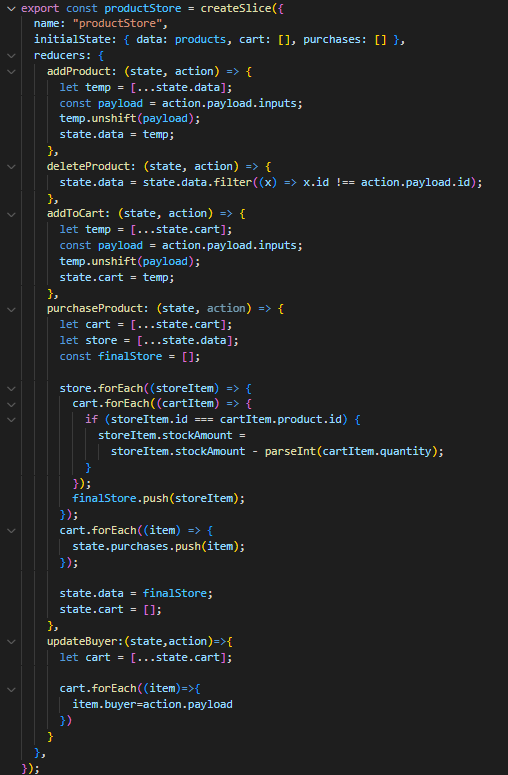 export const productStore = createSlice({
  name: "productStore",
  initialState: { data: products, cart: [], purchases: [] },
  reducers: {
    addProduct: (state, action) => {
      let temp = [...state.data];
      const payload = action.payload.inputs;
      temp.unshift(payload);
      state.data = temp;
    },
    deleteProduct: (state, action) => {
      state.data = state.data.filter((x) => x.id !== action.payload.id);
    },
    addToCart: (state, action) => {
      let temp = [...state.cart];
      const payload = action.payload.inputs;
      temp.unshift(payload);
      state.cart = temp;
    },
    purchaseProduct: (state, action) => {
      let cart = [...state.cart];
      let store = [...state.data];
      const finalStore = [];

      store.forEach((storeItem) => {
        cart.forEach((cartItem) => {
          if (storeItem.id === cartItem.product.id) {
            storeItem.stockAmount =
              storeItem.stockAmount - parseInt(cartItem.quantity);
          }
        });
        finalStore.push(storeItem);
      });
      cart.forEach((item) => {
        state.purchases.push(item);
      });

      state.data = finalStore;
      state.cart = [];
    },
    updateBuyer:(state,action)=>{
      let cart = [...state.cart];

      cart.forEach((item)=>{
        item.buyer=action.payload
      })
    }
  },
});